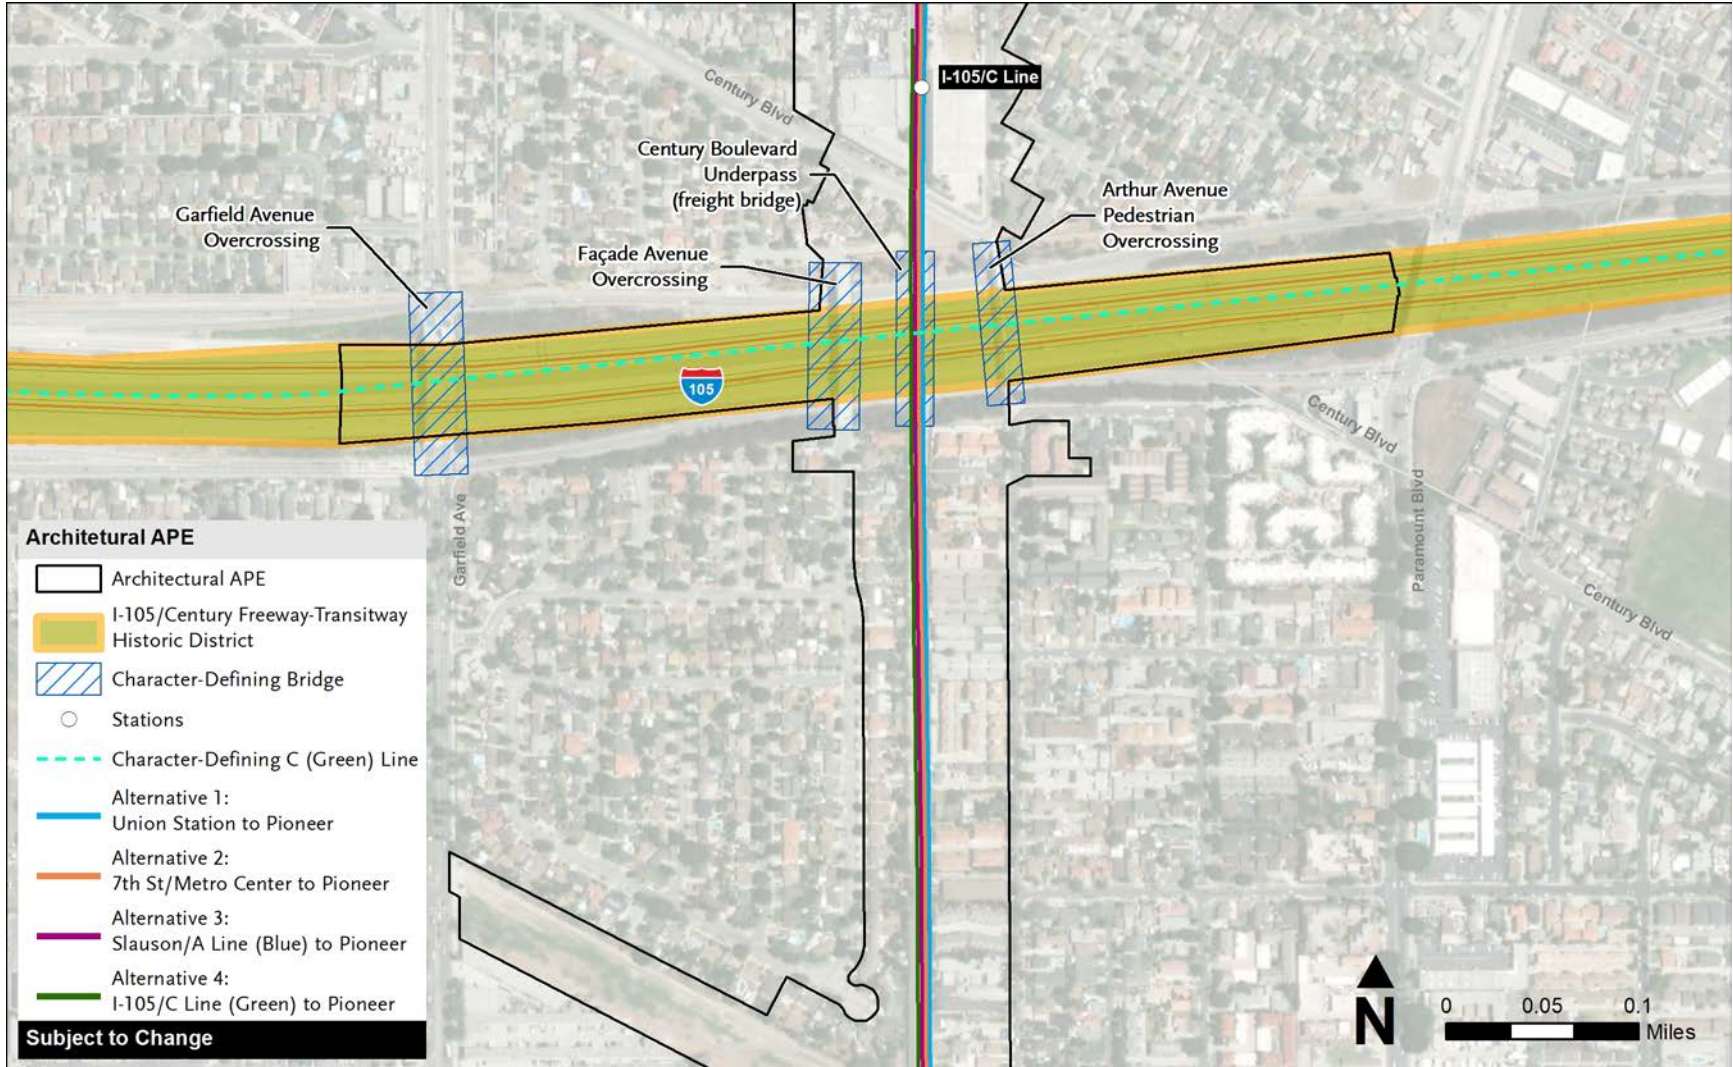 I-105/C Line
Century Blvd
Century Boulevard
Underpass
(freight bridge)
Arthur Avenue
Pedestrian
Overcrossing
Garfield Avenue
Overcrossing
Façade Avenue
Overcrossing
105
Century Blvd
Paramount Blvd
Garfield Ave
Century Blvd
Architetural APE
Architectural APE
I-105/Century Freeway-Transitway
Historic District
Character-Defining Bridge
Stations
Character-Defining C (Green) Line
Alternative 1:
Union Station to Pioneer
Alternative 2:
7th St/Metro Center to Pioneer
Alternative 3:
Slauson/A Line (Blue) to Pioneer
Alternative 4:
I-105/C Line (Green) to Pioneer
Subject to Change
N
0 0.05 0.1
Miles